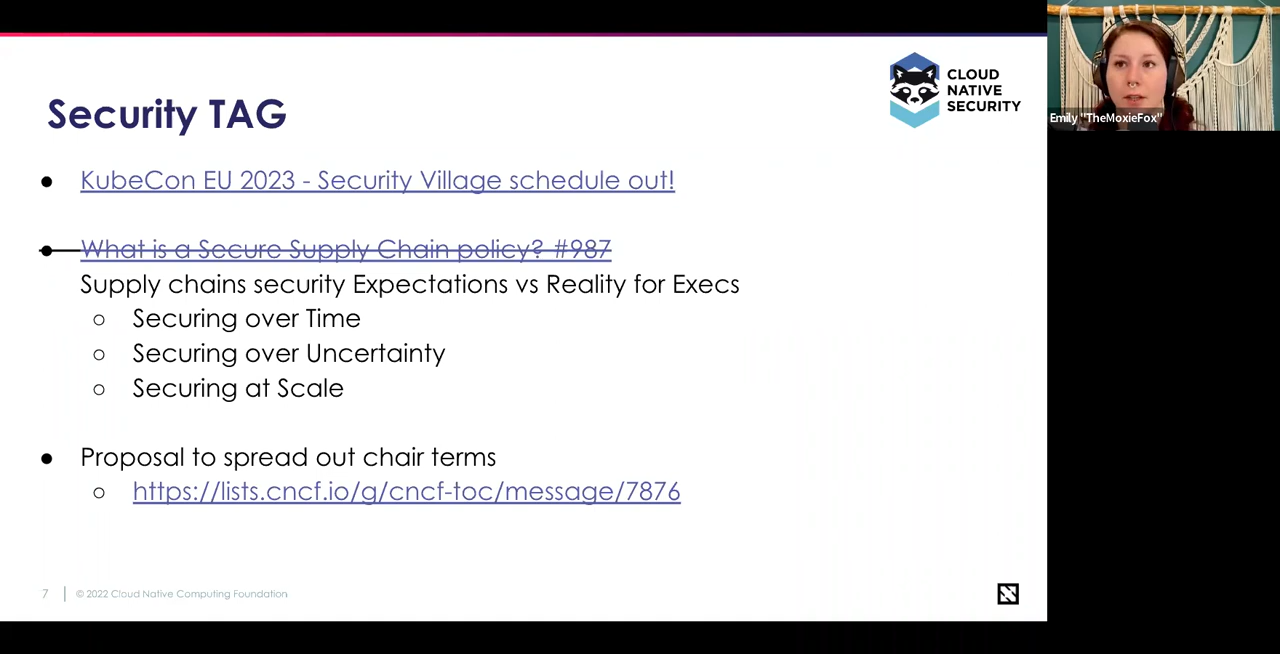 CLOUD
NATIVE
SECURITY
Emily "TheMoxieFox"
Security TAG
● KubeCon EU 2023 - Security Village schedule out!
● What is a Secure Supply Chain policy? #987
Supply chains security Expectations vs Reality for Execs
○ Securing over Time
○ Securing over Uncertainty
○ Securing at Scale
● Proposal to spread out chair terms
○ https://lists.cncf.io/g/cncf-toc/message/7876
7 | © 2022 Cloud Native Computing Foundation